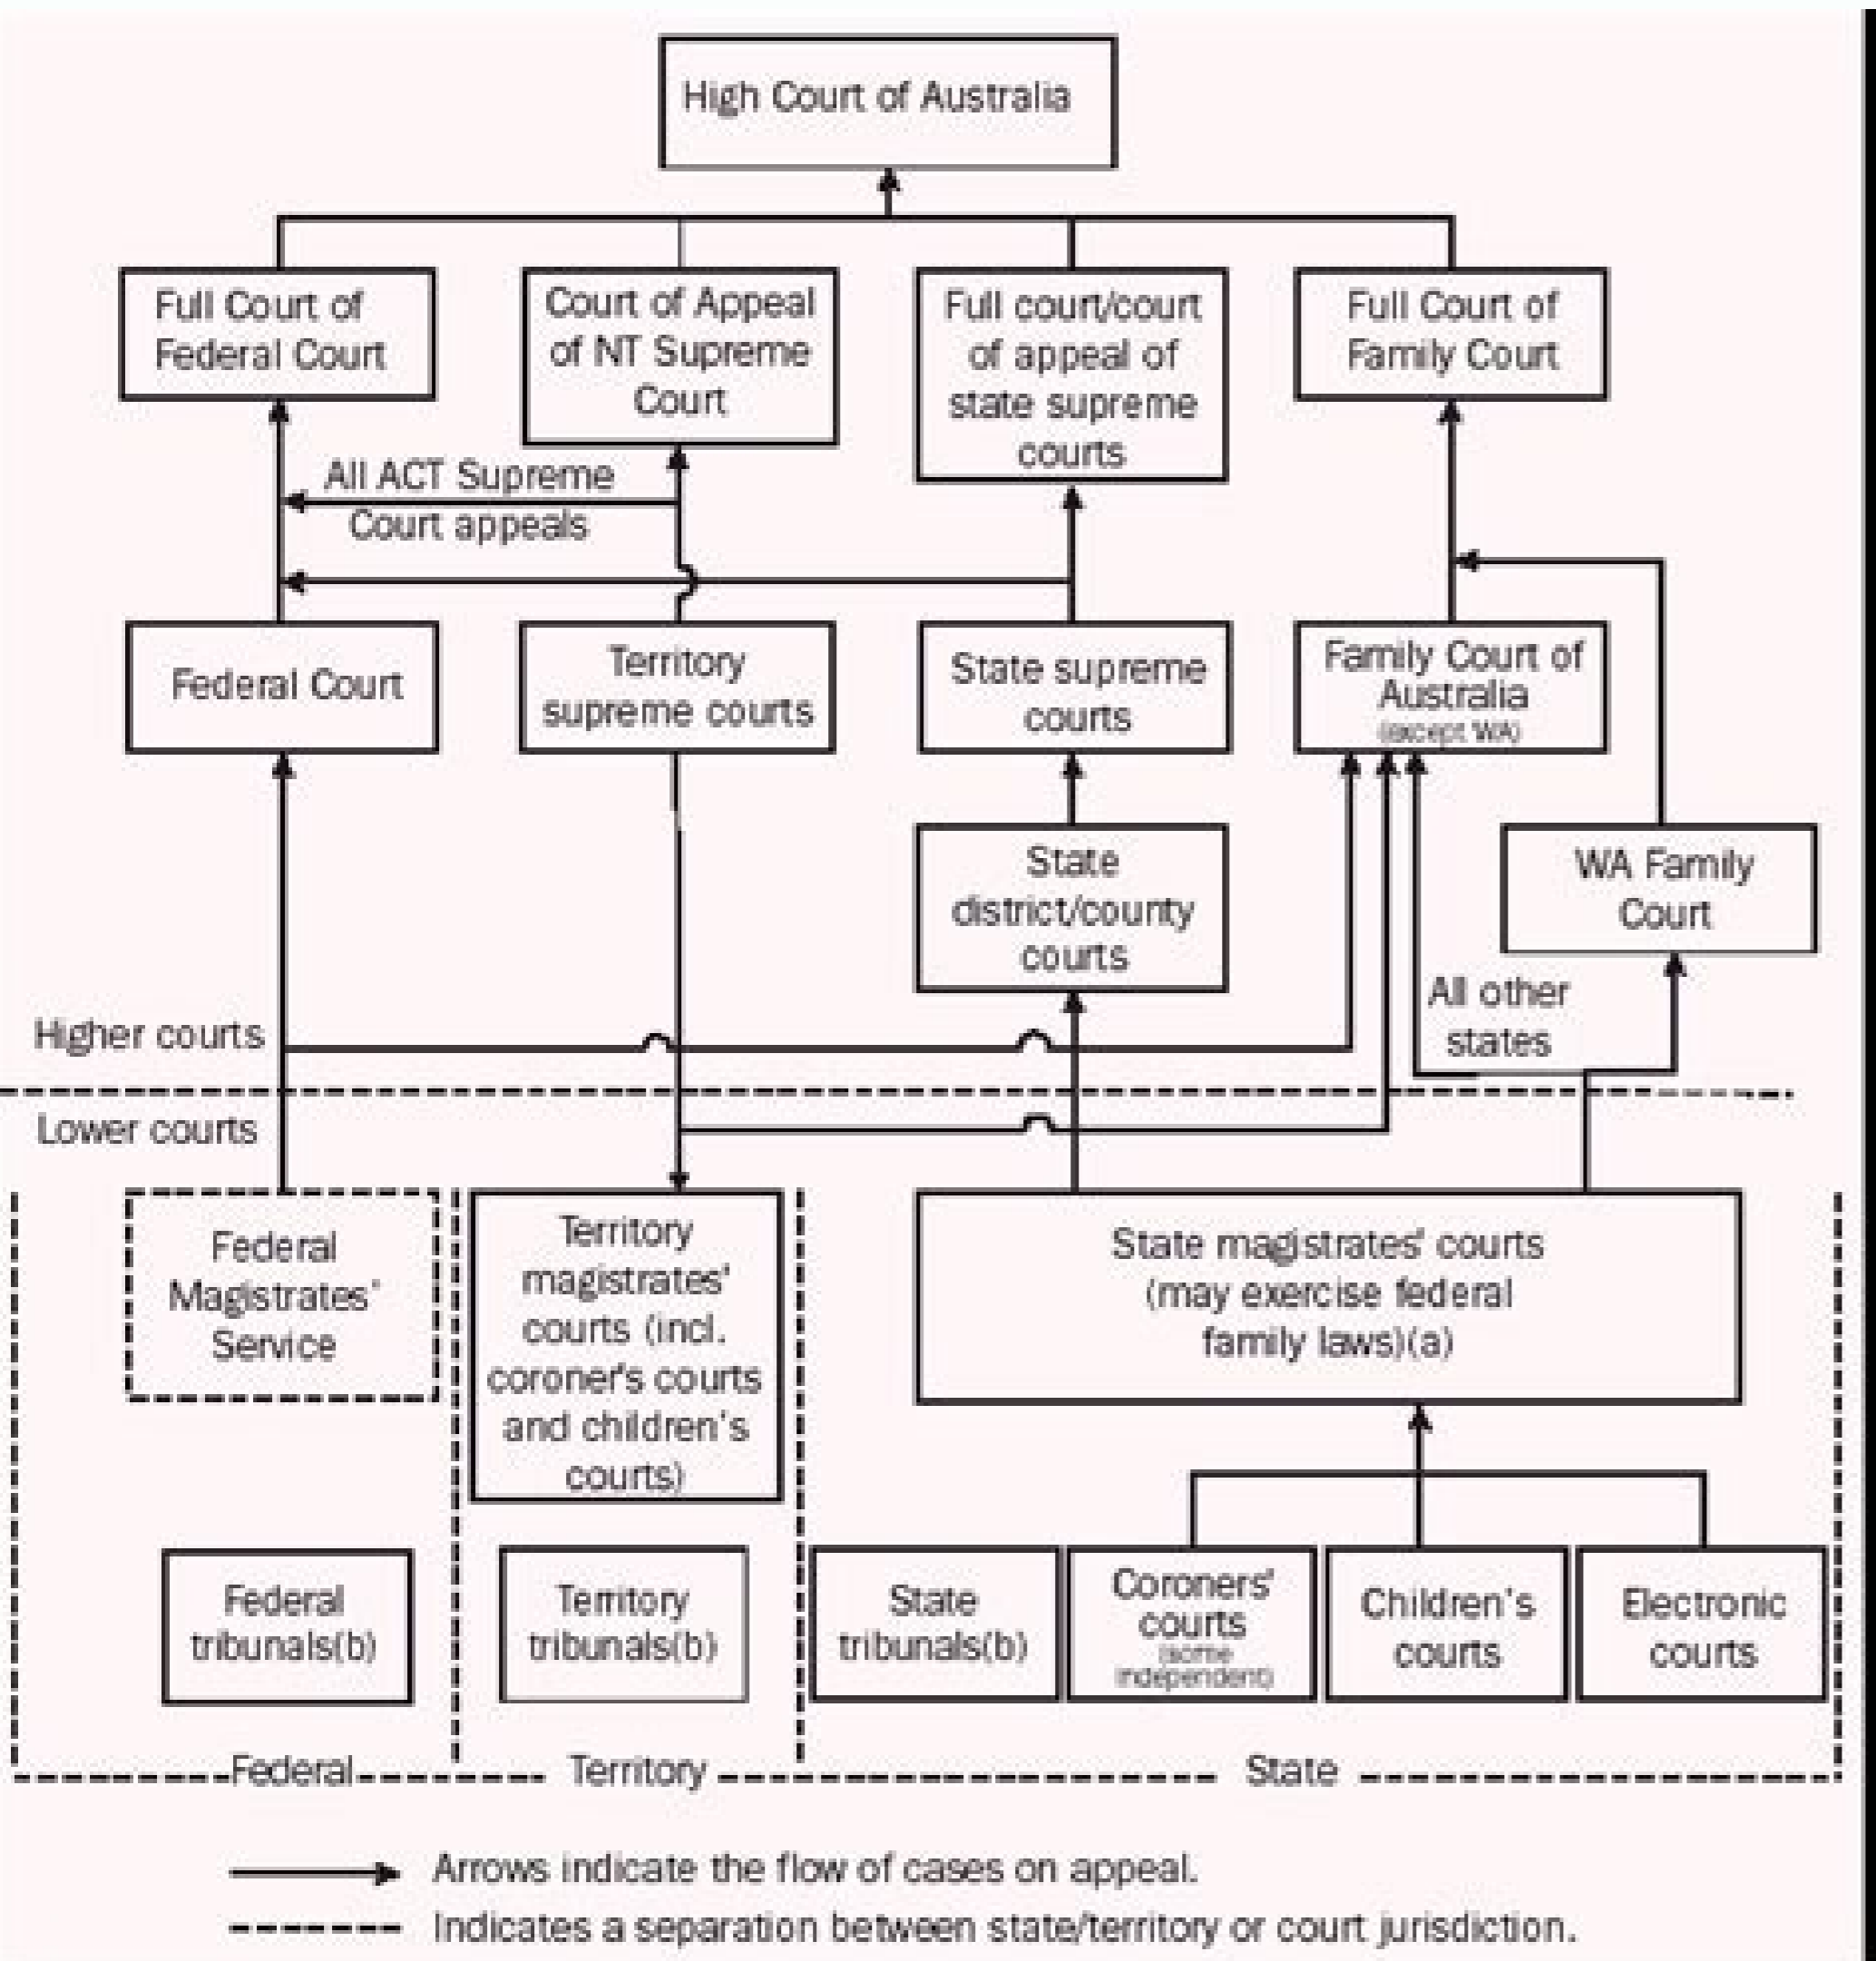 High Court of Australia
Full Court of
Federal Court
Court of Appeal
of NT Supreme
Court
Full court/court
of appeal of
state supreme
courts
Full Court of
Family Court
All ACT Supreme
Court appeals
Federal Court
Territory
supreme courts
State supreme
courts
Family Court of
Australia
(except WA)
State
district/county
courts
WA Family
Court
All other
states
Higher courts
Lower courts
Federal
Magistrates'
Service
Territory
magistrates'
courts (incl.
coroner's courts
and children's
courts)
State magistrates' courts
(may exercise federal
family laws)(a)
Federal
tribunals(b)
Territory
tribunals(b)
State
tribunals(b)
Coroners'
courts
(some
independent)
Children's
courts
Electronic
courts
Federal
Territory
State
Arrows indicate the flow of cases on appeal.
Indicates a separation between state/territory or court jurisdiction.